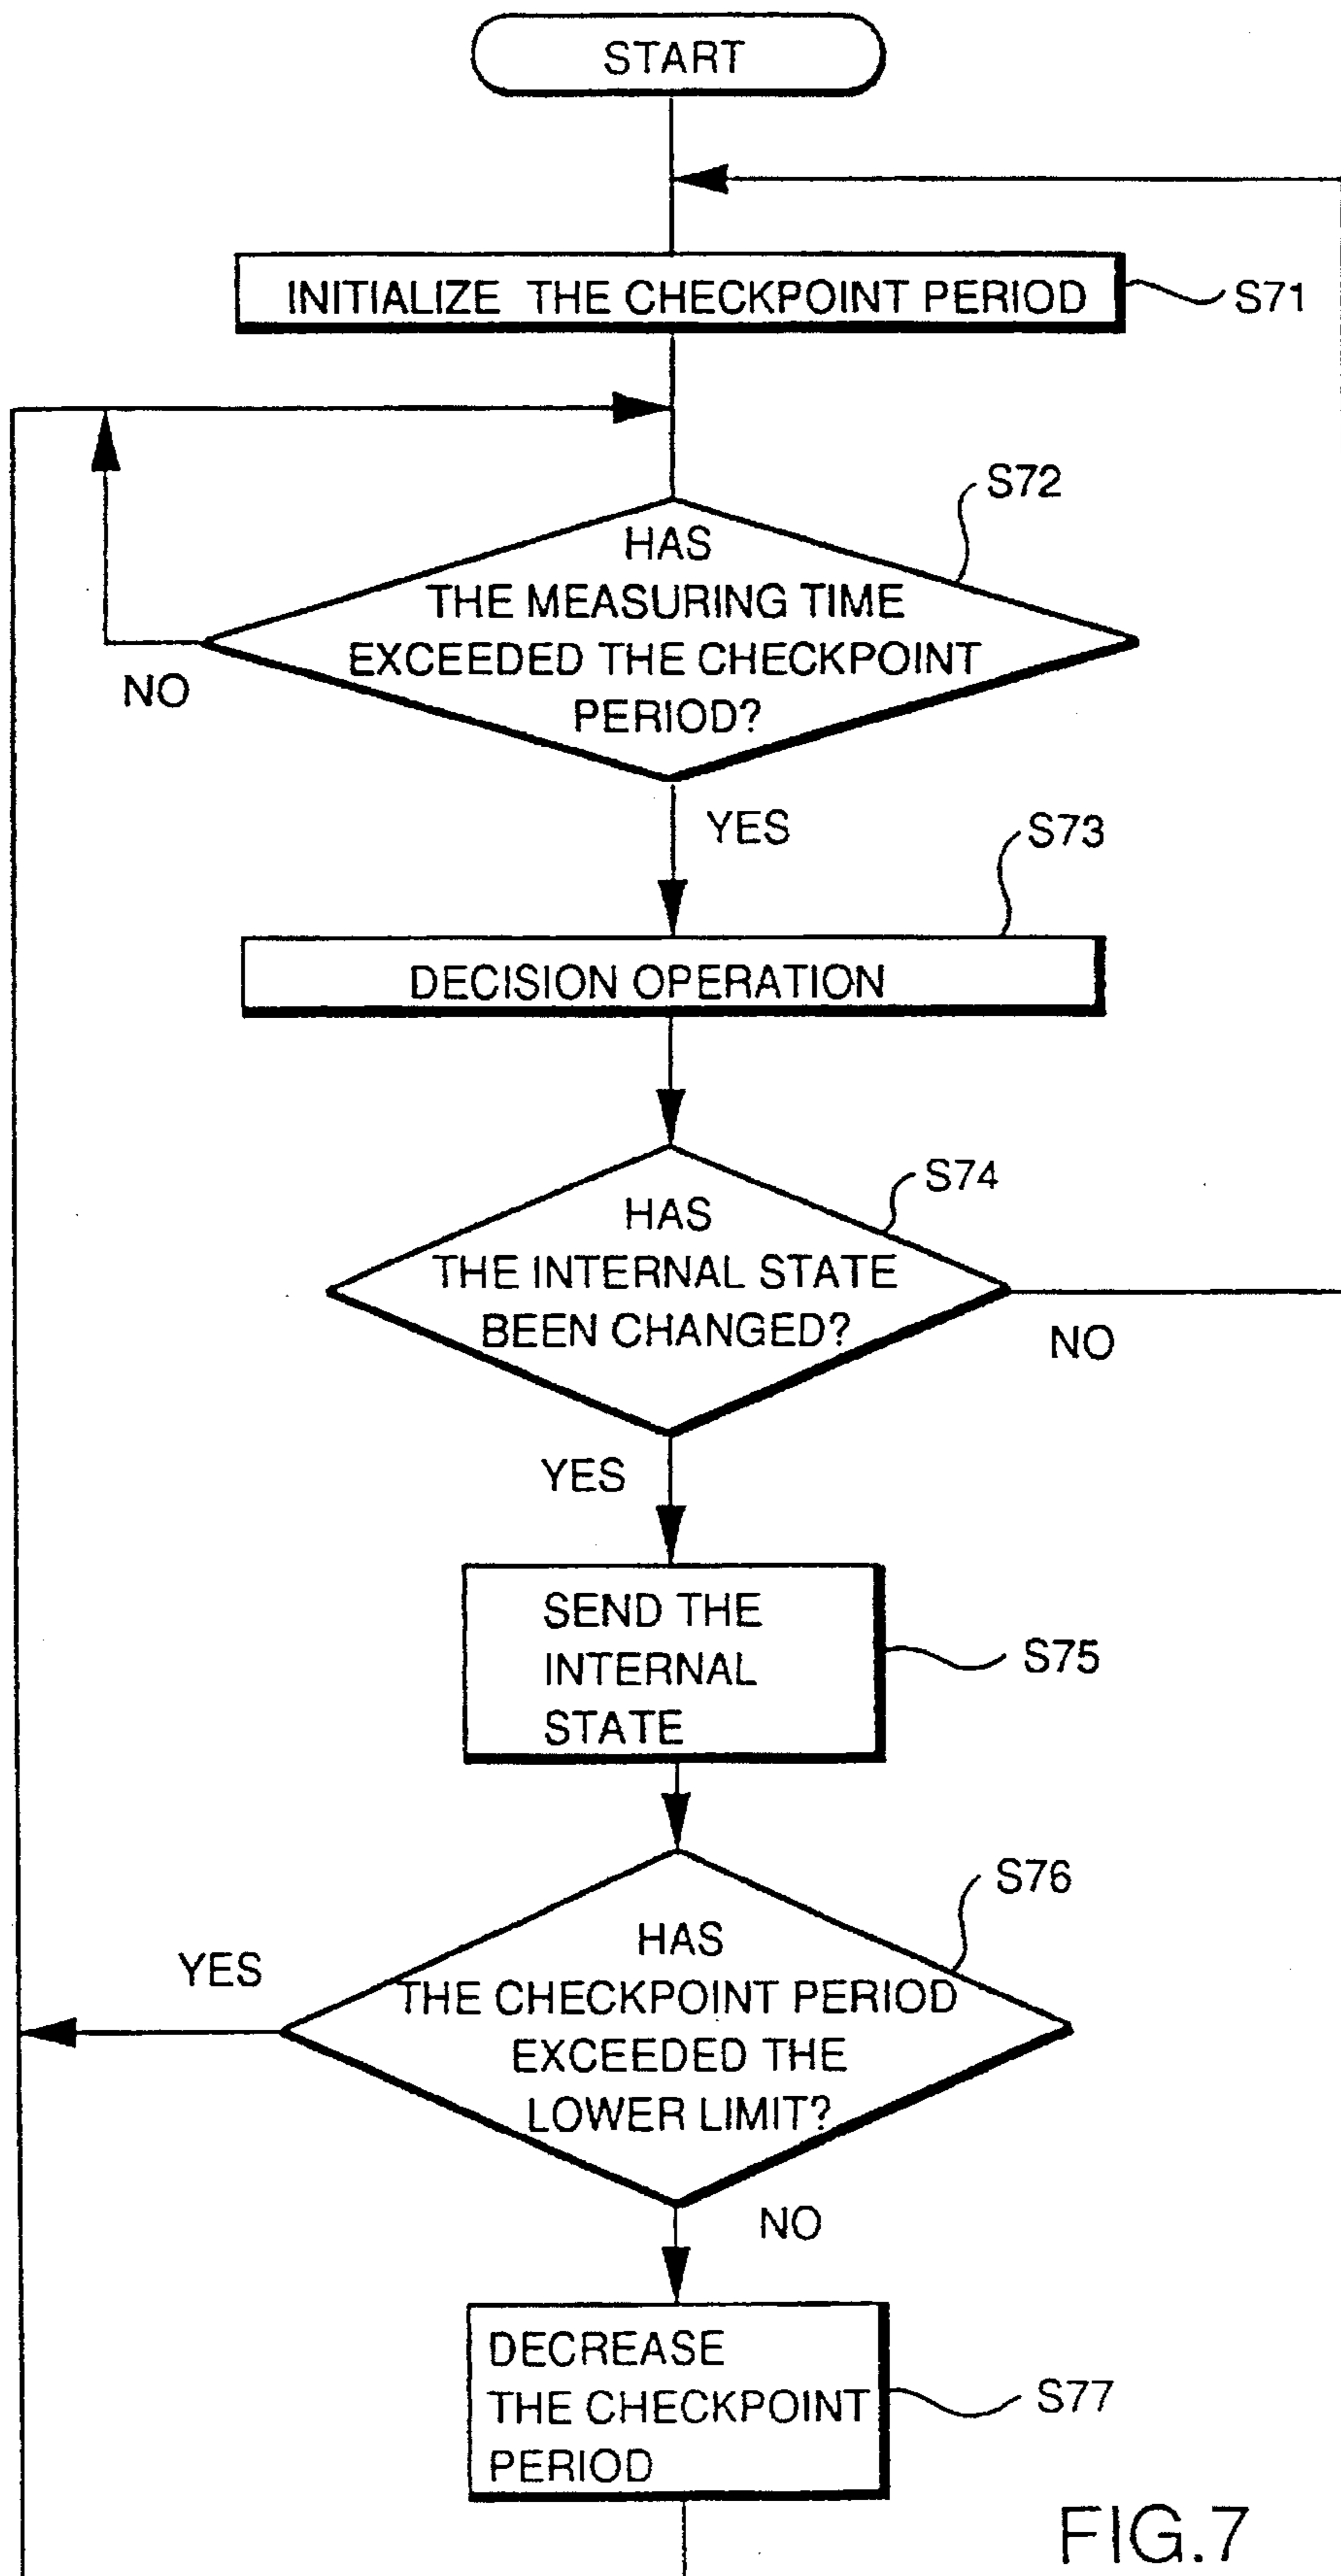 START
INITIALIZE THE CHECKPOINT PERIOD
S71
S72
HAS
THE MEASURING TIME
EXCEEDED THE CHECKPOINT
PERIOD?
NO
YES
S73
DECISION OPERATION
S74
HAS
THE INTERNAL STATE
BEEN CHANGED?
NO
YES
SEND THE
INTERNAL
STATE
S75
S76
HAS
THE CHECKPOINT PERIOD
EXCEEDED THE
LOWER LIMIT?
YES
NO
DECREASE
THE CHECKPOINT
PERIOD
S77
FIG.7